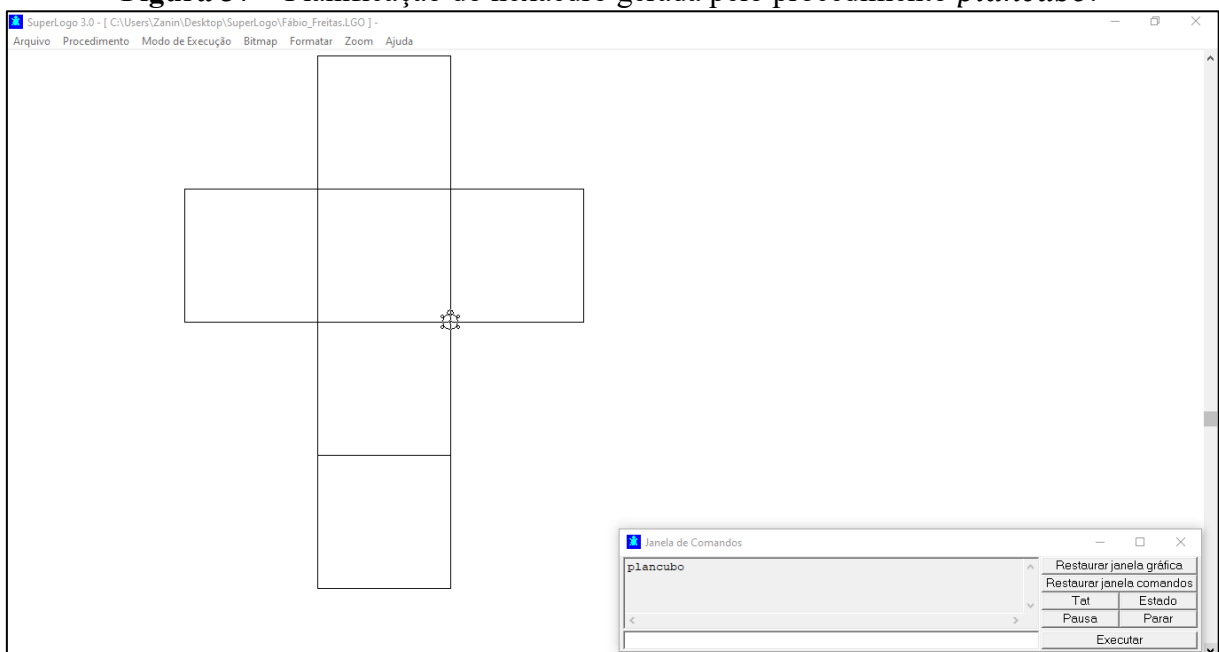 SuperLogo 3.0 - [ C:\Users\Zanin\Desktop\SuperLogo\Fábio_Freitas.LGO ] -
Arquivo Procedimento Modo de Execução Bitmap Formatar Zoom Ajuda
Janela de Comandos
plancubo
Restaurar janela gráfica
Restaurar janela comandos
Tat Estado
Pausa Parar
Executar